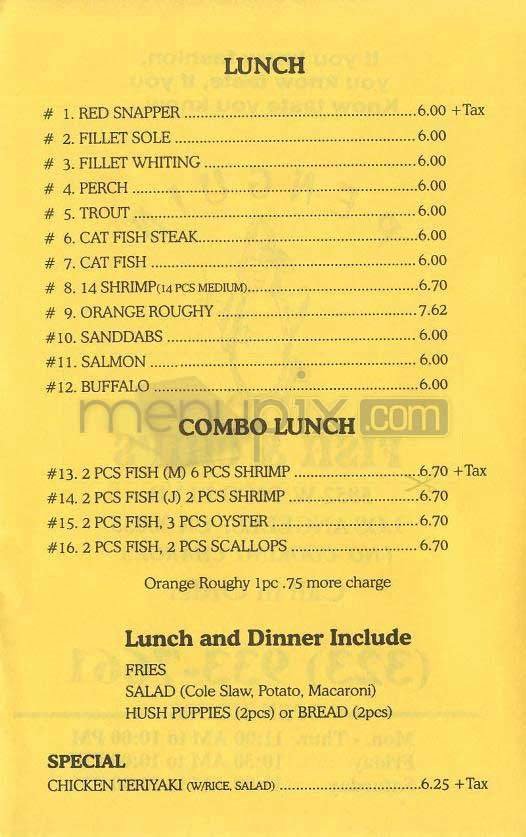 LUNCH
# 1. RED SNAPPER ........................................................ 6.00 +Tax
# 2. FILLET SOLE ........................................................ 6.00
# 3. FILLET WHITING ........................................................ 6.00
# 4. PERCH ........................................................ 6.00
# 5. TROUT ........................................................ 6.00
# 6. CAT FISH STEAK ........................................................ 6.00
# 7. CAT FISH ........................................................ 6.00
# 8. 14 SHRIMP (14 PCS MEDIUM) ........................................................ 6.70
# 9. ORANGE ROUGHY ........................................................ 7.62
#10. SANDDABS ........................................................ 6.00
#11. SALMON ........................................................ 6.00
#12. BUFFALO ........................................................ 6.00
menupix.com
COMBO LUNCH
#13. 2 PCS FISH (M) 6 PCS SHRIMP ............................ 6.70 +Tax
#14. 2 PCS FISH (J) 2 PCS SHRIMP ............................ 6.70
#15. 2 PCS FISH, 3 PCS OYSTER ............................ 6.70
#16. 2 PCS FISH, 2 PCS SCALLOPS ............................ 6.70
Orange Roughy 1pc .75 more charge
Lunch and Dinner Include
FRIES
SALAD (Cole Slaw, Potato, Macaroni)
HUSH PUPPIES (2pcs) or BREAD (2pcs)
SPECIAL
CHICKEN TERIYAKI (W/RICE, SALAD) ............................ 6.25 +Tax